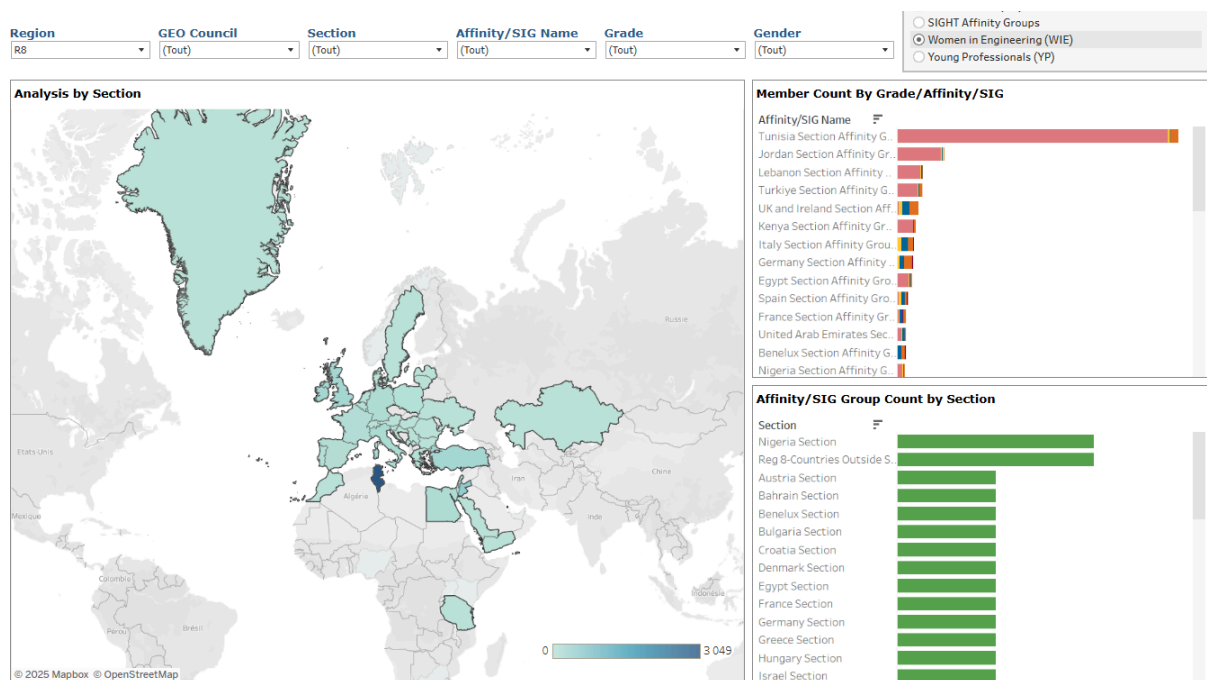 SIGHT Affinity Groups
Region GEO Council Section Affinity/SIG Name Grade Gender
R8 (Tout) (Tout) (Tout) (Tout) (Tout)
Women in Engineering (WIE)
Young Professionals (YP)
Analysis by Section
Russie
Etats-Unis
Chine
Iran
Algérie
Mexique
Inde
Colombie
Indonésie
Pérou
Brésil
0 3 049
© 2025 Mapbox © OpenStreetMap
Member Count By Grade/Affinity/SIG
Affinity/SIG Name
Tunisia Section Affinity G..
Jordan Section Affinity Gr..
Lebanon Section Affinity ..
Turkiye Section Affinity G..
UK and Ireland Section Aff..
Kenya Section Affinity Gr..
Italy Section Affinity Grou..
Germany Section Affinity ..
Egypt Section Affinity Gro..
Spain Section Affinity Gro..
France Section Affinity Gr..
United Arab Emirates Sec..
Benelux Section Affinity G..
Nigeria Section Affinity G..
Affinity/SIG Group Count by Section
Section
Nigeria Section
Reg 8-Countries Outside S..
Austria Section
Bahrain Section
Benelux Section
Bulgaria Section
Croatia Section
Denmark Section
Egypt Section
France Section
Germany Section
Greece Section
Hungary Section
Israel Section